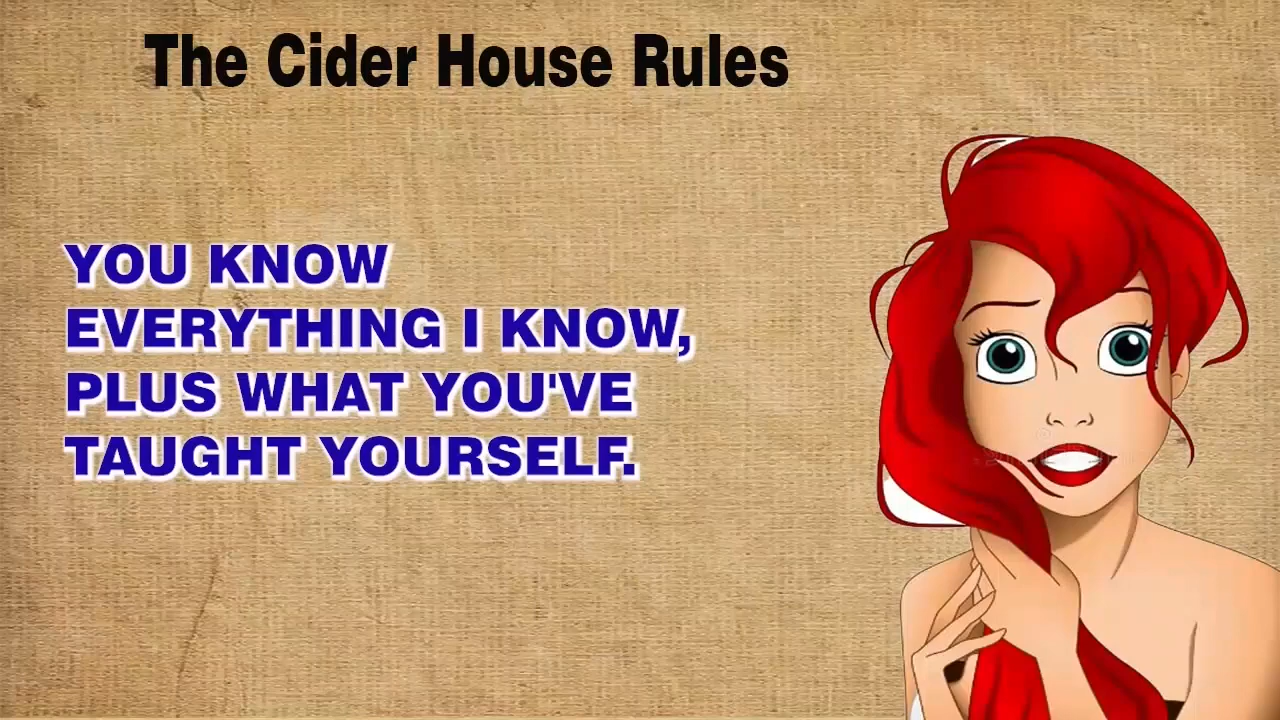 The Cider House Rules
YOU KNOW
EVERYTHING I KNOW,
PLUS WHAT YOU'VE
TAUGHT YOURSELF.